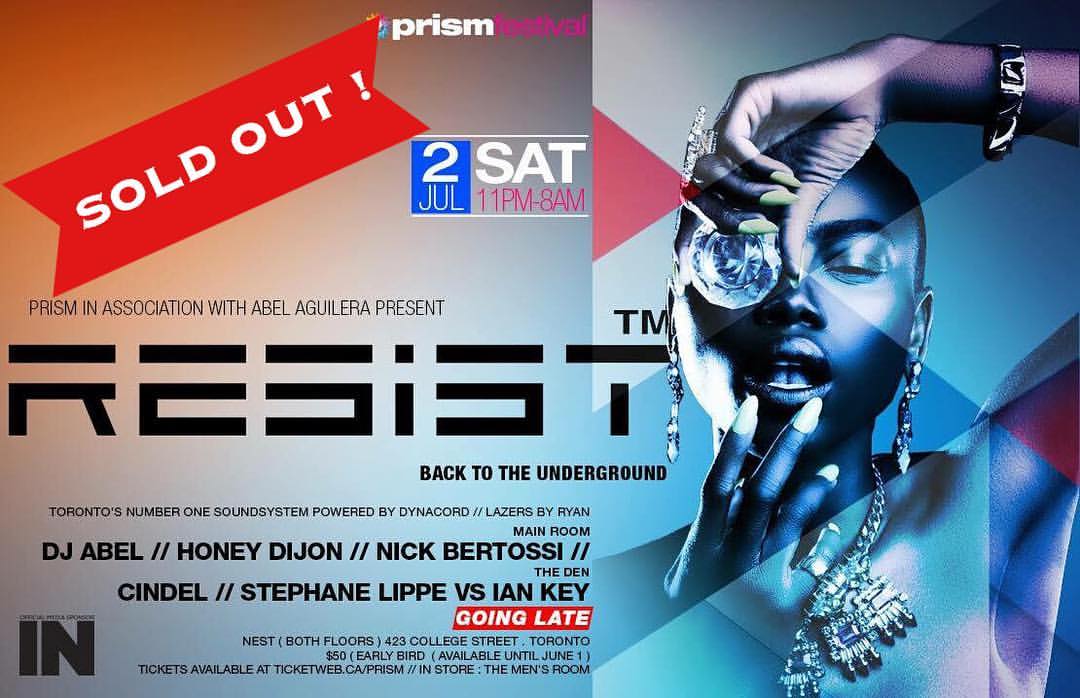 prismfestival
SOLD OUT !
2 SAT
JUL 11PM-8AM
PRISM IN ASSOCIATION WITH ABEL AGUILERA PRESENT
RESiST TM
BACK TO THE UNDERGROUND
TORONTO'S NUMBER ONE SOUNDSYSTEM POWERED BY DYNACORD // LAZERS BY RYAN
MAIN ROOM
DJ ABEL // HONEY DIJON // NICK BERTOSSI //
THE DEN
CINDEL // STEPHANE LIPPE VS IAN KEY
GOING LATE
OFFICIAL MEDIA SPONSOR
IN
NEST ( BOTH FLOORS ) 423 COLLEGE STREET . TORONTO
$50 ( EARLY BIRD ( AVAILABLE UNTIL JUNE 1 )
TICKETS AVAILABLE AT TICKETWEB.CA/PRISM // IN STORE : THE MEN'S ROOM